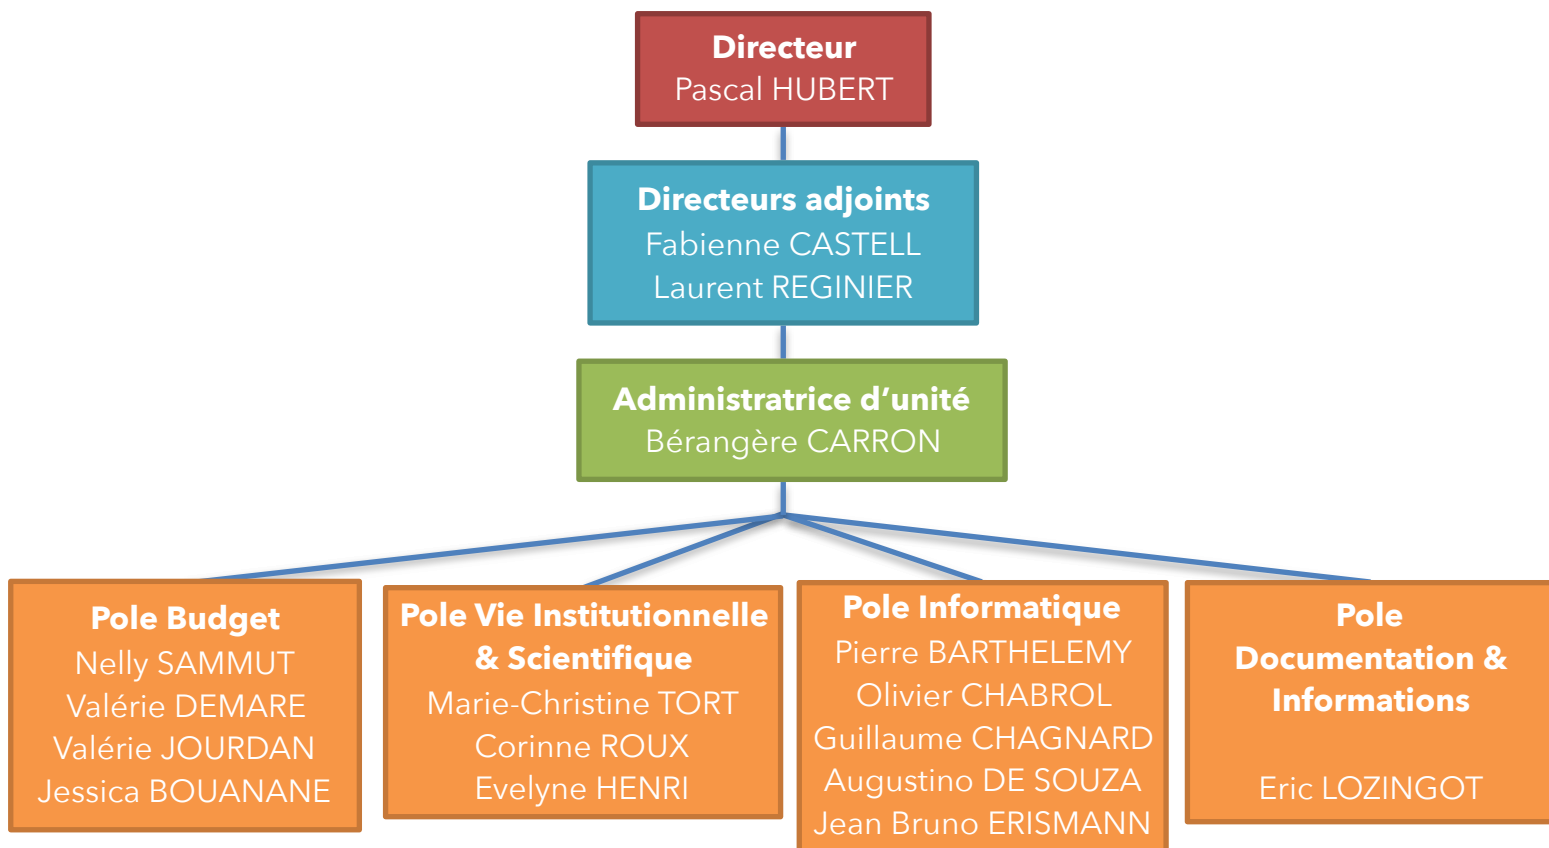 Directeur
Pascal HUBERT
Directeurs adjoints
Fabienne CASTELL
Laurent REGINIER
Administratrice d’unité
Bérangère CARRON
Pole Budget
Nelly SAMMUT
Valérie DEMARE
Valérie JOURDAN
Jessica BOUANANE
Pole Vie Institutionnelle
& Scientifique
Marie-Christine TORT
Corinne ROUX
Evelyne HENRI
Pole Informatique
Pierre BARTHELEMY
Olivier CHABROL
Guillaume CHAGNARD
Augustino DE SOUZA
Jean Bruno ERISMANN
Pole
Documentation &
Informations
Eric LOZINGOT